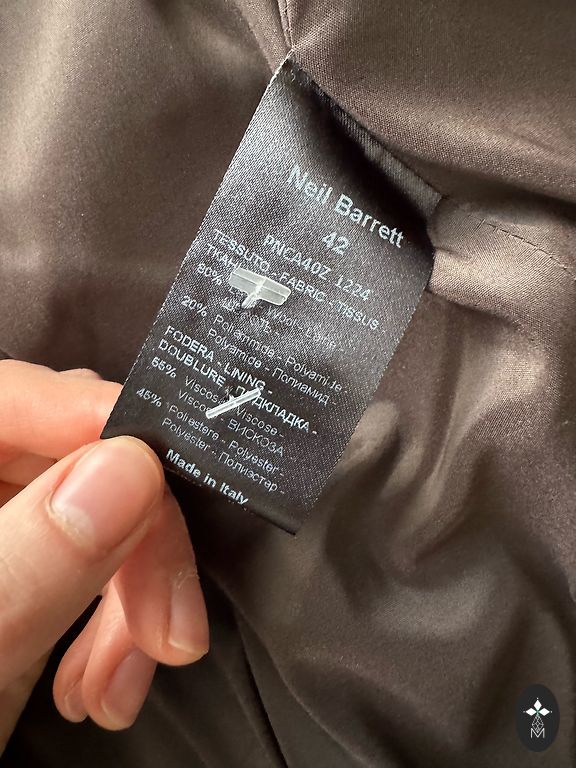 Neil Barrett
42
PNCA40Z 1224
TESSUTO - FABRIC - TISSUS
ТКАНЬ
80%
20% Poliammide - Polyamide
Polyamide - Полиамид
FODERA - LINING -
DOUBLURE - ПОДКЛАДКА -
55% Viscosa - Viscose -
Viscose - ВИСКОЗА
45% Poliestere - Polyester -
Polyester - Полиэстер -
Made in Italy
M